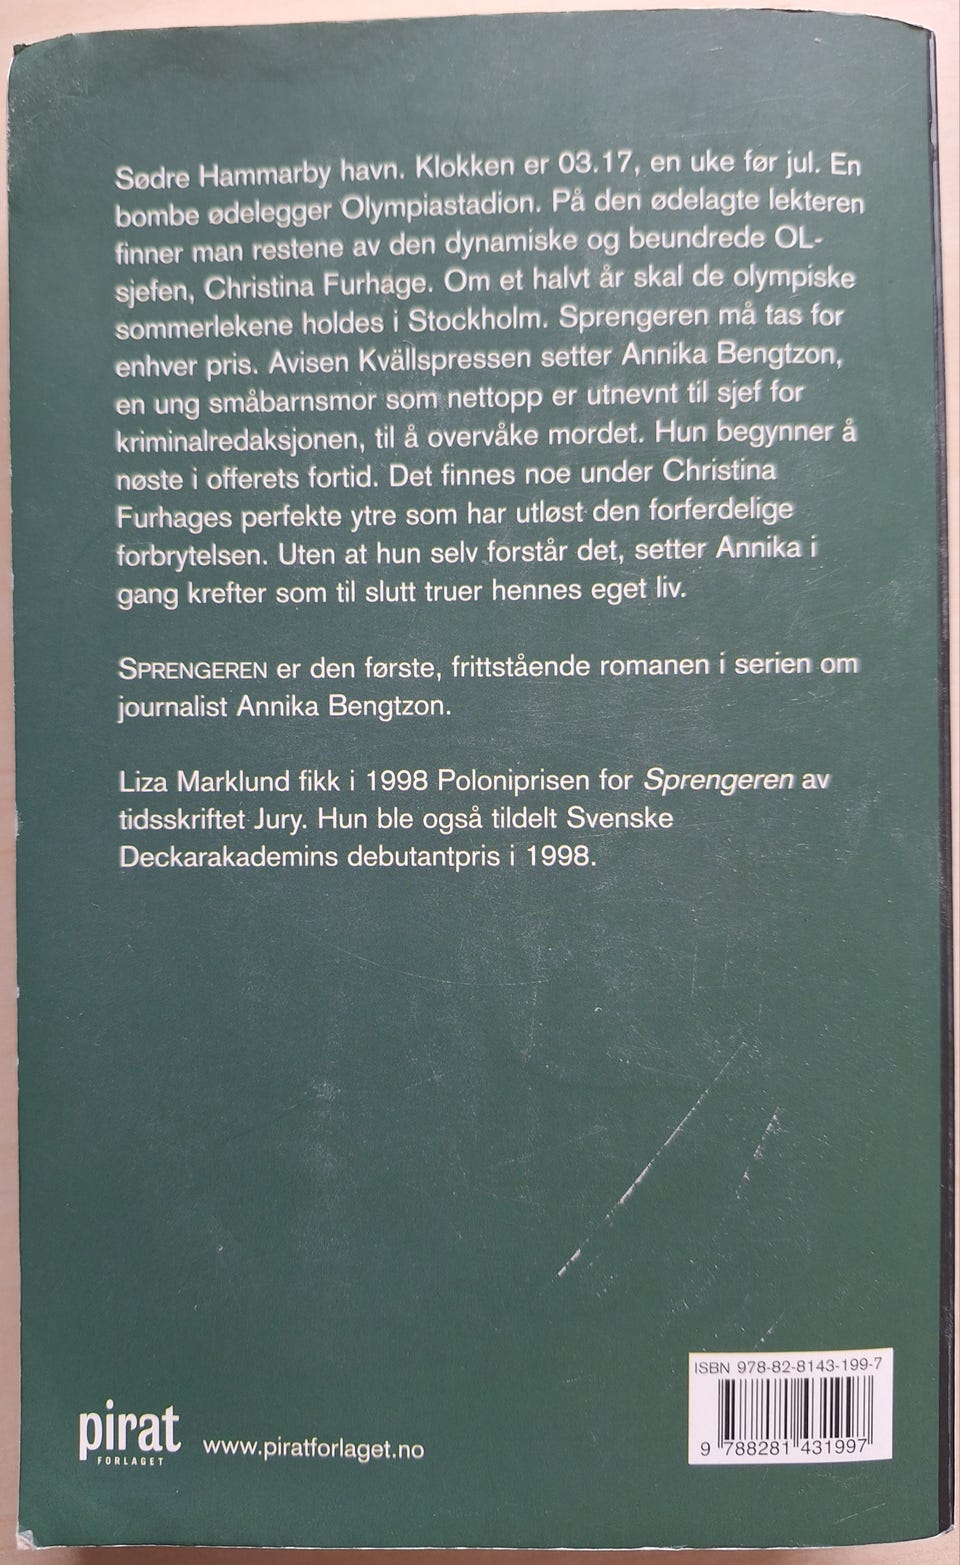 Sødre Hammarby havn. Klokken er 03.17, en uke før jul. En
bombe ødelegger Olympiastadion. På den ødelagte lekteren
finner man restene av den dynamiske og beundrede OL-
sjefen, Christina Furhage. Om et halvt år skal de olympiske
sommerlekene holdes i Stockholm. Sprengeren må tas for
enhver pris. Avisen Kvällspressen setter Annika Bengtzon,
en ung småbarnsmor som nettopp er utnevnt til sjef for
kriminalredaksjonen, til å overvåke mordet. Hun begynner å
nøste i offerets fortid. Det finnes noe under Christina
Furhages perfekte ytre som har utløst den forferdelige
forbrytelsen. Uten at hun selv forstår det, setter Annika i
gang krefter som til slutt truer hennes eget liv.
SPRENGEREN er den første, frittstående romanen i serien om
journalist Annika Bengtzon.
Liza Marklund fikk i 1998 Poloniprisen for Sprengeren av
tidsskriftet Jury. Hun ble også tildelt Svenske
Deckarakademins debutantpris i 1998.
ISBN 978-82-8143-199-7
9 788281 431997
pirat
FORLAGET
www.piratforlaget.no